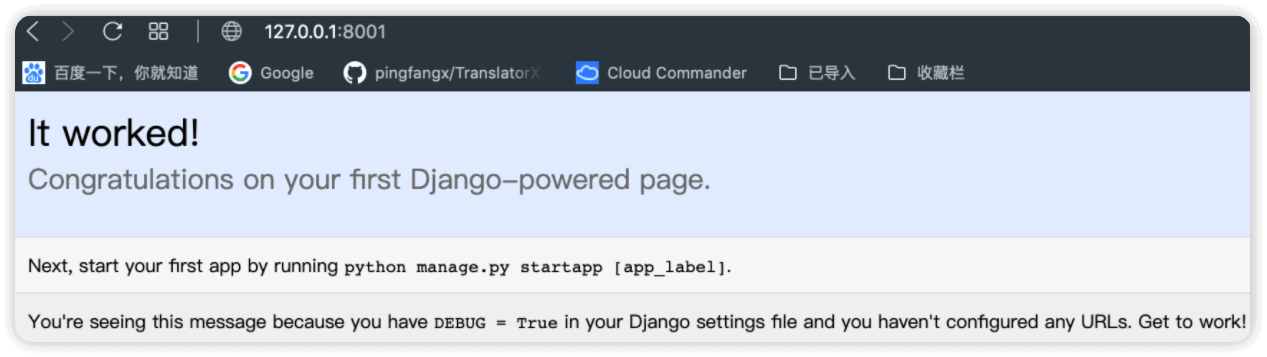 127.0.0.1:8001
百度一下，你就知道 Google pingfangx/TranslatorX Cloud Commander 已导入 收藏栏
It worked!
Congratulations on your first Django-powered page.
Next, start your first app by running python manage.py startapp [app_label].
You're seeing this message because you have DEBUG = True in your Django settings file and you haven't configured any URLs. Get to work!